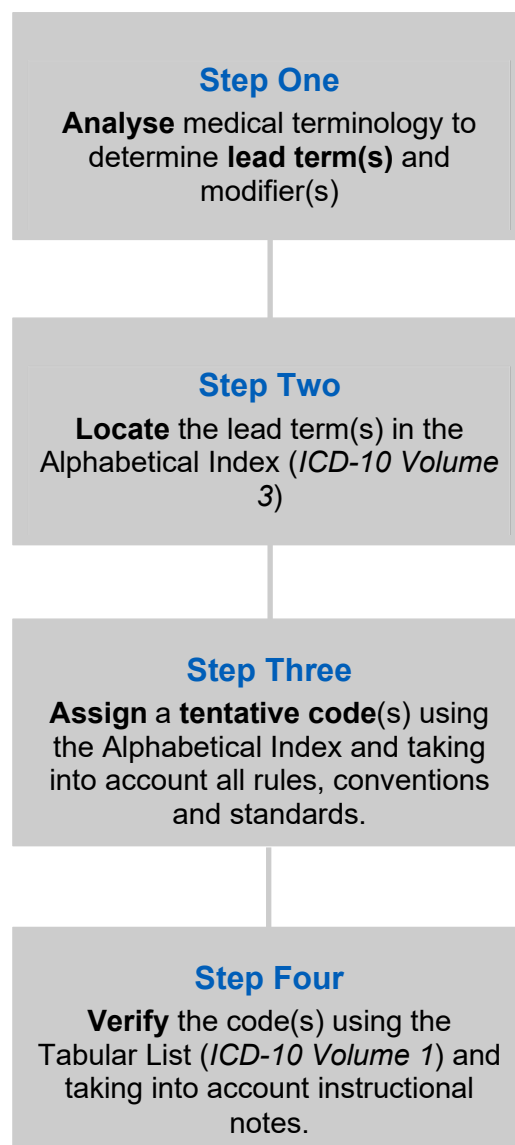 Step One
Analyse medical terminology to
determine lead term(s) and
modifier(s)
Step Two
Locate the lead term(s) in the
Alphabetical Index (ICD-10 Volume
3)
Step Three
Assign a tentative code(s) using
the Alphabetical Index and taking
into account all rules, conventions
and standards.
Step Four
Verify the code(s) using the
Tabular List (ICD-10 Volume 1) and
taking into account instructional
notes.